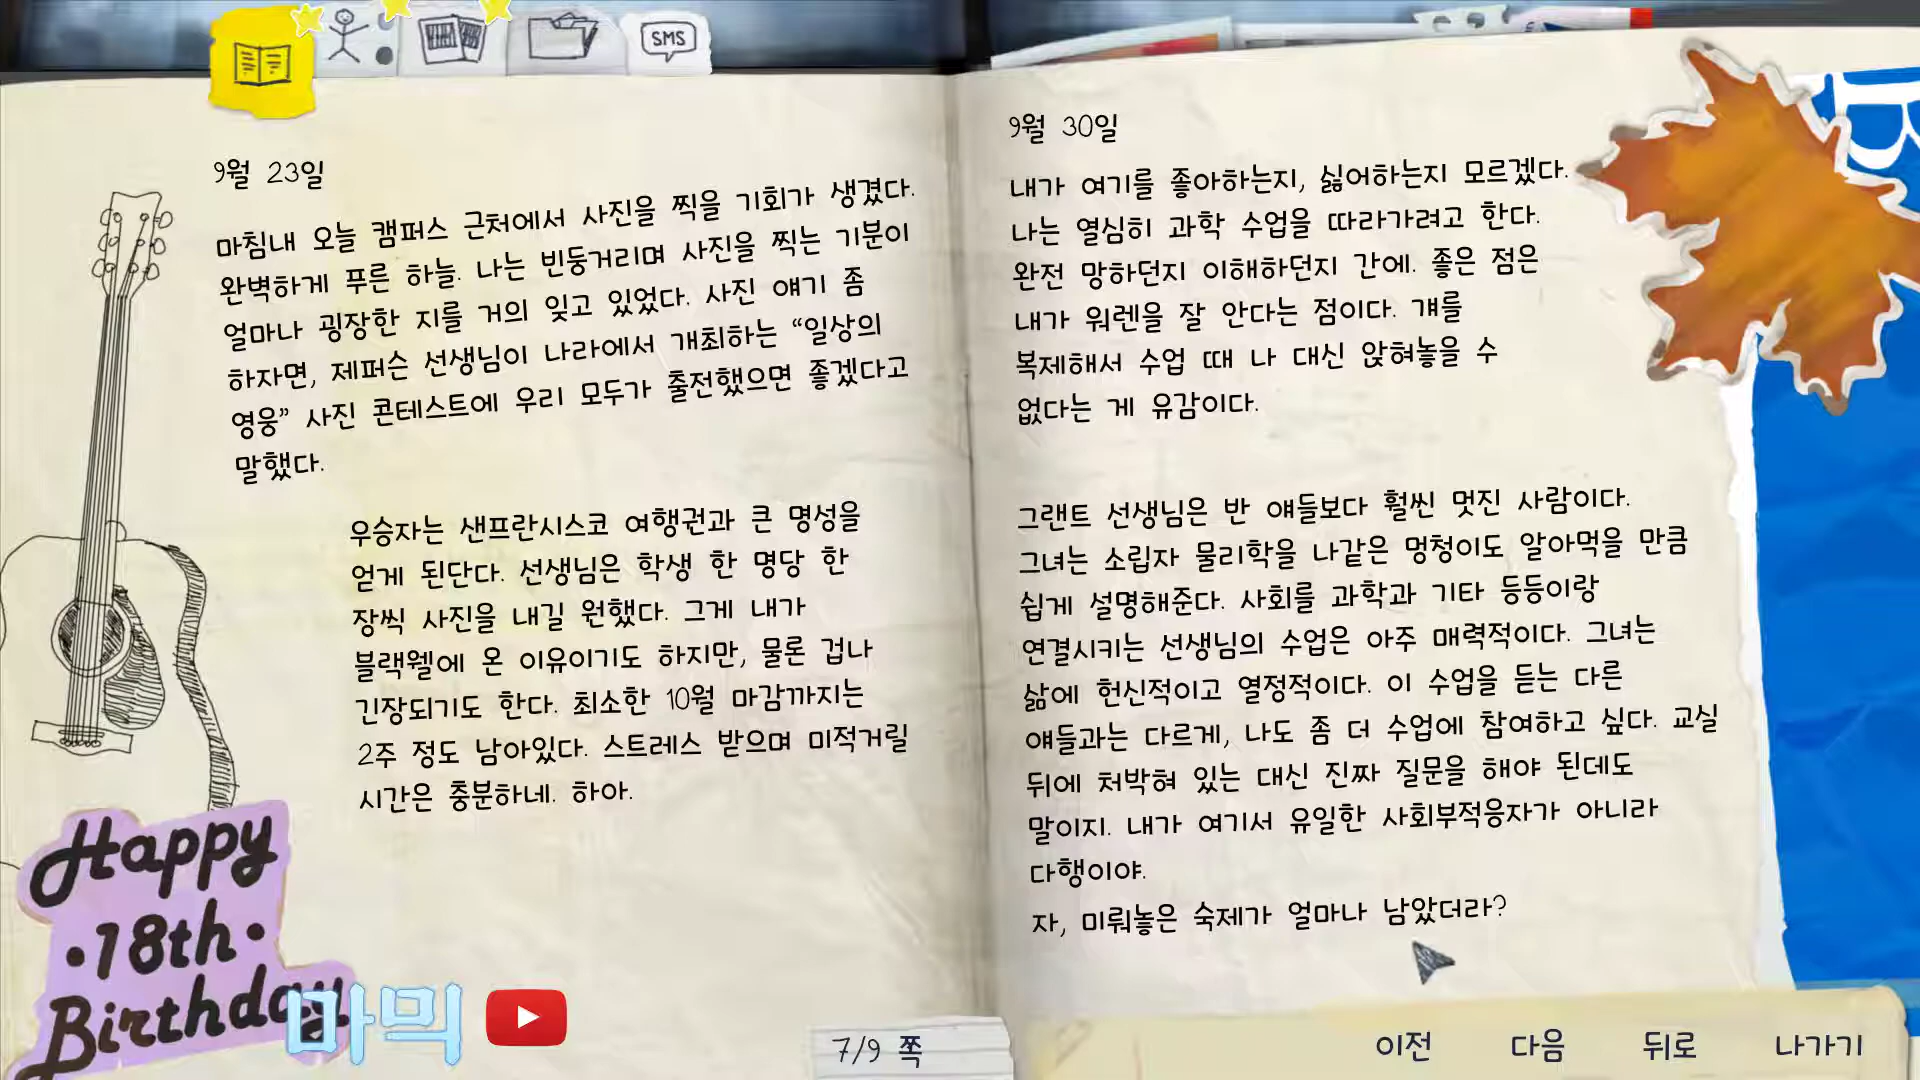 SMS
9월 23일
마침내 오늘 캠퍼스 근처에서 사진을 찍을 기회가 생겼다.
완벽하게 푸른 하늘. 나는 빈둥거리며 사진을 찍는 기분이
얼마나 굉장한 지를 거의 잊고 있었다. 사진 얘기 좀
하자면, 제퍼슨 선생님이 나라에서 개최하는 “일상의
영웅” 사진 콘테스트에 우리 모두가 출전했으면 좋겠다고
말했다.
우승자는 샌프란시스코 여행권과 큰 명성을
얻게 된단다. 선생님은 학생 한 명당 한
장씩 사진을 내길 원했다. 그게 내가
블랙웰에 온 이유이기도 하지만, 물론 겁나
긴장되기도 한다. 최소한 10월 마감까지는
2주 정도 남아있다. 스트레스 받으며 미적거릴
시간은 충분하네. 하아.
Happy
•18th•
Birthday
마믜
9월 30일
내가 여기를 좋아하는지, 싫어하는지 모르겠다.
나는 열심히 과학 수업을 따라가려고 한다.
완전 망하던지 이해하던지 간에. 좋은 점은
내가 워렌을 잘 안다는 점이다. 걔를
복제해서 수업 때 나 대신 앉혀놓을 수
없다는 게 유감이다.
그랜트 선생님은 반 얘들보다 훨씬 멋진 사람이다.
그녀는 소립자 물리학을 나같은 멍청이도 알아먹을 만큼
쉽게 설명해준다. 사회를 과학과 기타 등등이랑
연결시키는 선생님의 수업은 아주 매력적이다. 그녀는
삶에 헌신적이고 열정적이다. 이 수업을 듣는 다른
얘들과는 다르게, 나도 좀 더 수업에 참여하고 싶다. 교실
뒤에 처박혀 있는 대신 진짜 질문을 해야 된데도
말이지. 내가 여기서 유일한 사회부적응자가 아니라
다행이야.
자, 미뤄놓은 숙제가 얼마나 남았더라?
R
7/9 쪽
이전 다음 뒤로 나가기